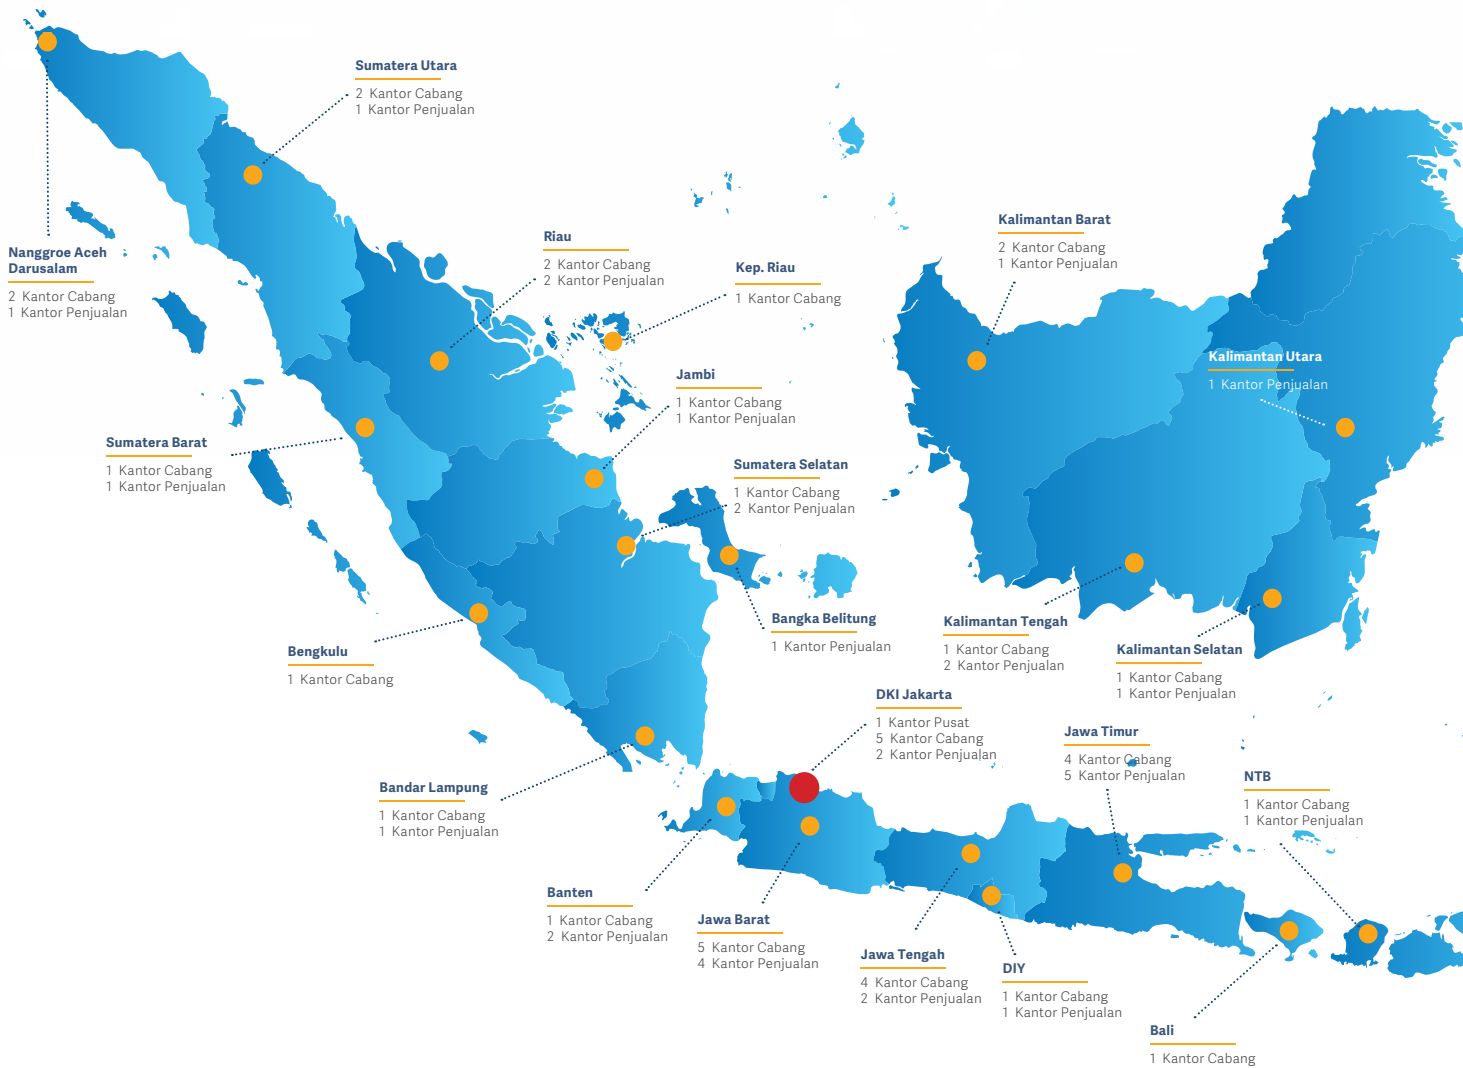 Sumatera Utara
2 Kantor Cabang
1 Kantor Penjualan
Nanggroe Aceh
Darusalam
2 Kantor Cabang
1 Kantor Penjualan
Riau
2 Kantor Cabang
2 Kantor Penjualan
Kep. Riau
1 Kantor Cabang
Kalimantan Barat
2 Kantor Cabang
1 Kantor Penjualan
Kalimantan Utara
1 Kantor Penjualan
Jambi
1 Kantor Cabang
1 Kantor Penjualan
Sumatera Barat
1 Kantor Cabang
1 Kantor Penjualan
Sumatera Selatan
1 Kantor Cabang
2 Kantor Penjualan
Bangka Belitung
1 Kantor Penjualan
Kalimantan Tengah
1 Kantor Cabang
2 Kantor Penjualan
Kalimantan Selatan
1 Kantor Cabang
1 Kantor Penjualan
Bengkulu
1 Kantor Cabang
DKI Jakarta
1 Kantor Pusat
5 Kantor Cabang
2 Kantor Penjualan
Jawa Timur
4 Kantor Cabang
5 Kantor Penjualan
NTB
1 Kantor Cabang
1 Kantor Penjualan
Bandar Lampung
1 Kantor Cabang
1 Kantor Penjualan
Banten
1 Kantor Cabang
2 Kantor Penjualan
Jawa Barat
5 Kantor Cabang
4 Kantor Penjualan
Jawa Tengah
4 Kantor Cabang
2 Kantor Penjualan
DIY
1 Kantor Cabang
1 Kantor Penjualan
Bali
1 Kantor Cabang